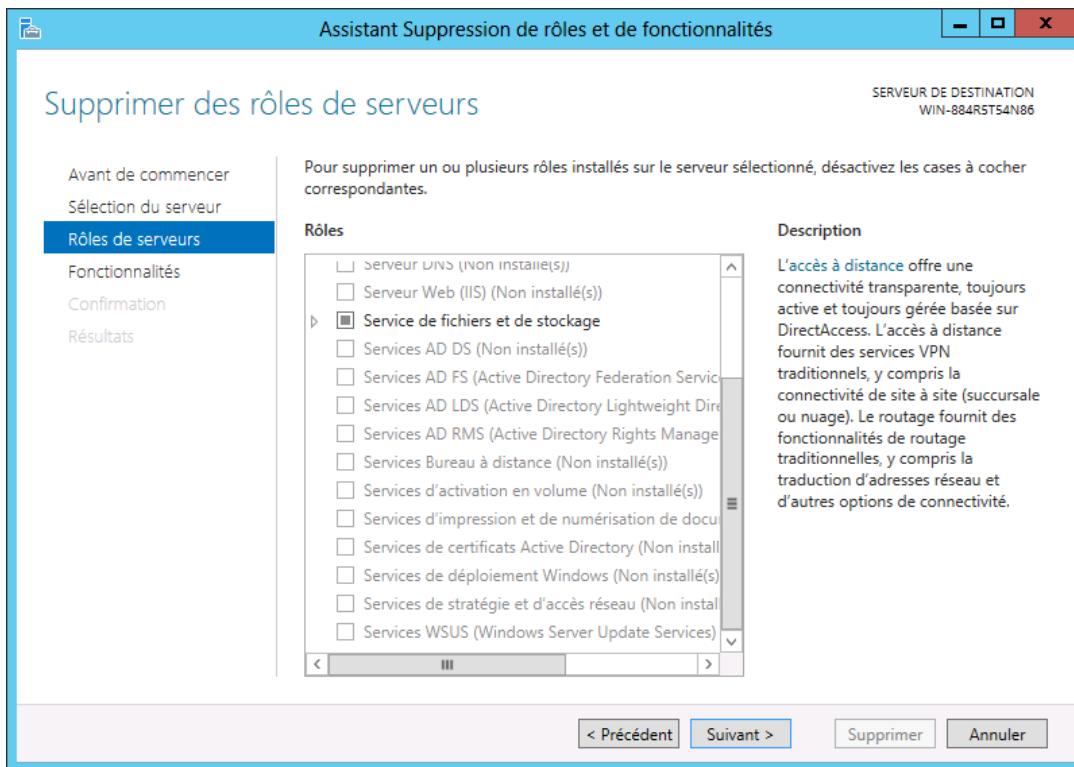 Assistant Suppression de rôles et de fonctionnalités
Supprimer des rôles de serveurs
SERVEUR DE DESTINATION
WIN-884R5T54N86
Avant de commencer
Sélection du serveur
Rôles de serveurs
Fonctionnalités
Confirmation
Résultats
Pour supprimer un ou plusieurs rôles installés sur le serveur sélectionné, désactivez les cases à cocher
correspondantes.
Rôles
Serveur DNS (Non installé(s))
Serveur Web (IIS) (Non installé(s))
Service de fichiers et de stockage
Services AD DS (Non installé(s))
Services AD FS (Active Directory Federation Servic
Services AD LDS (Active Directory Lightweight Dire
Services AD RMS (Active Directory Rights Manage
Services Bureau à distance (Non installé(s))
Services d'activation en volume (Non installé(s))
Services d'impression et de numérisation de docu
Services de certificats Active Directory (Non install
Services de déploiement Windows (Non installé(s)
Services de stratégie et d'accès réseau (Non instal
Services WSUS (Windows Server Update Services)
Description
L'accès à distance offre une
connectivité transparente, toujours
active et toujours gérée basée sur
DirectAccess. L'accès à distance
fournit des services VPN
traditionnels, y compris la
connectivité de site à site (succursale
ou nuage). Le routage fournit des
fonctionnalités de routage
traditionnelles, y compris la
traduction d'adresses réseau et
d'autres options de connectivité.
< Précédent
Suivant >
Supprimer
Annuler